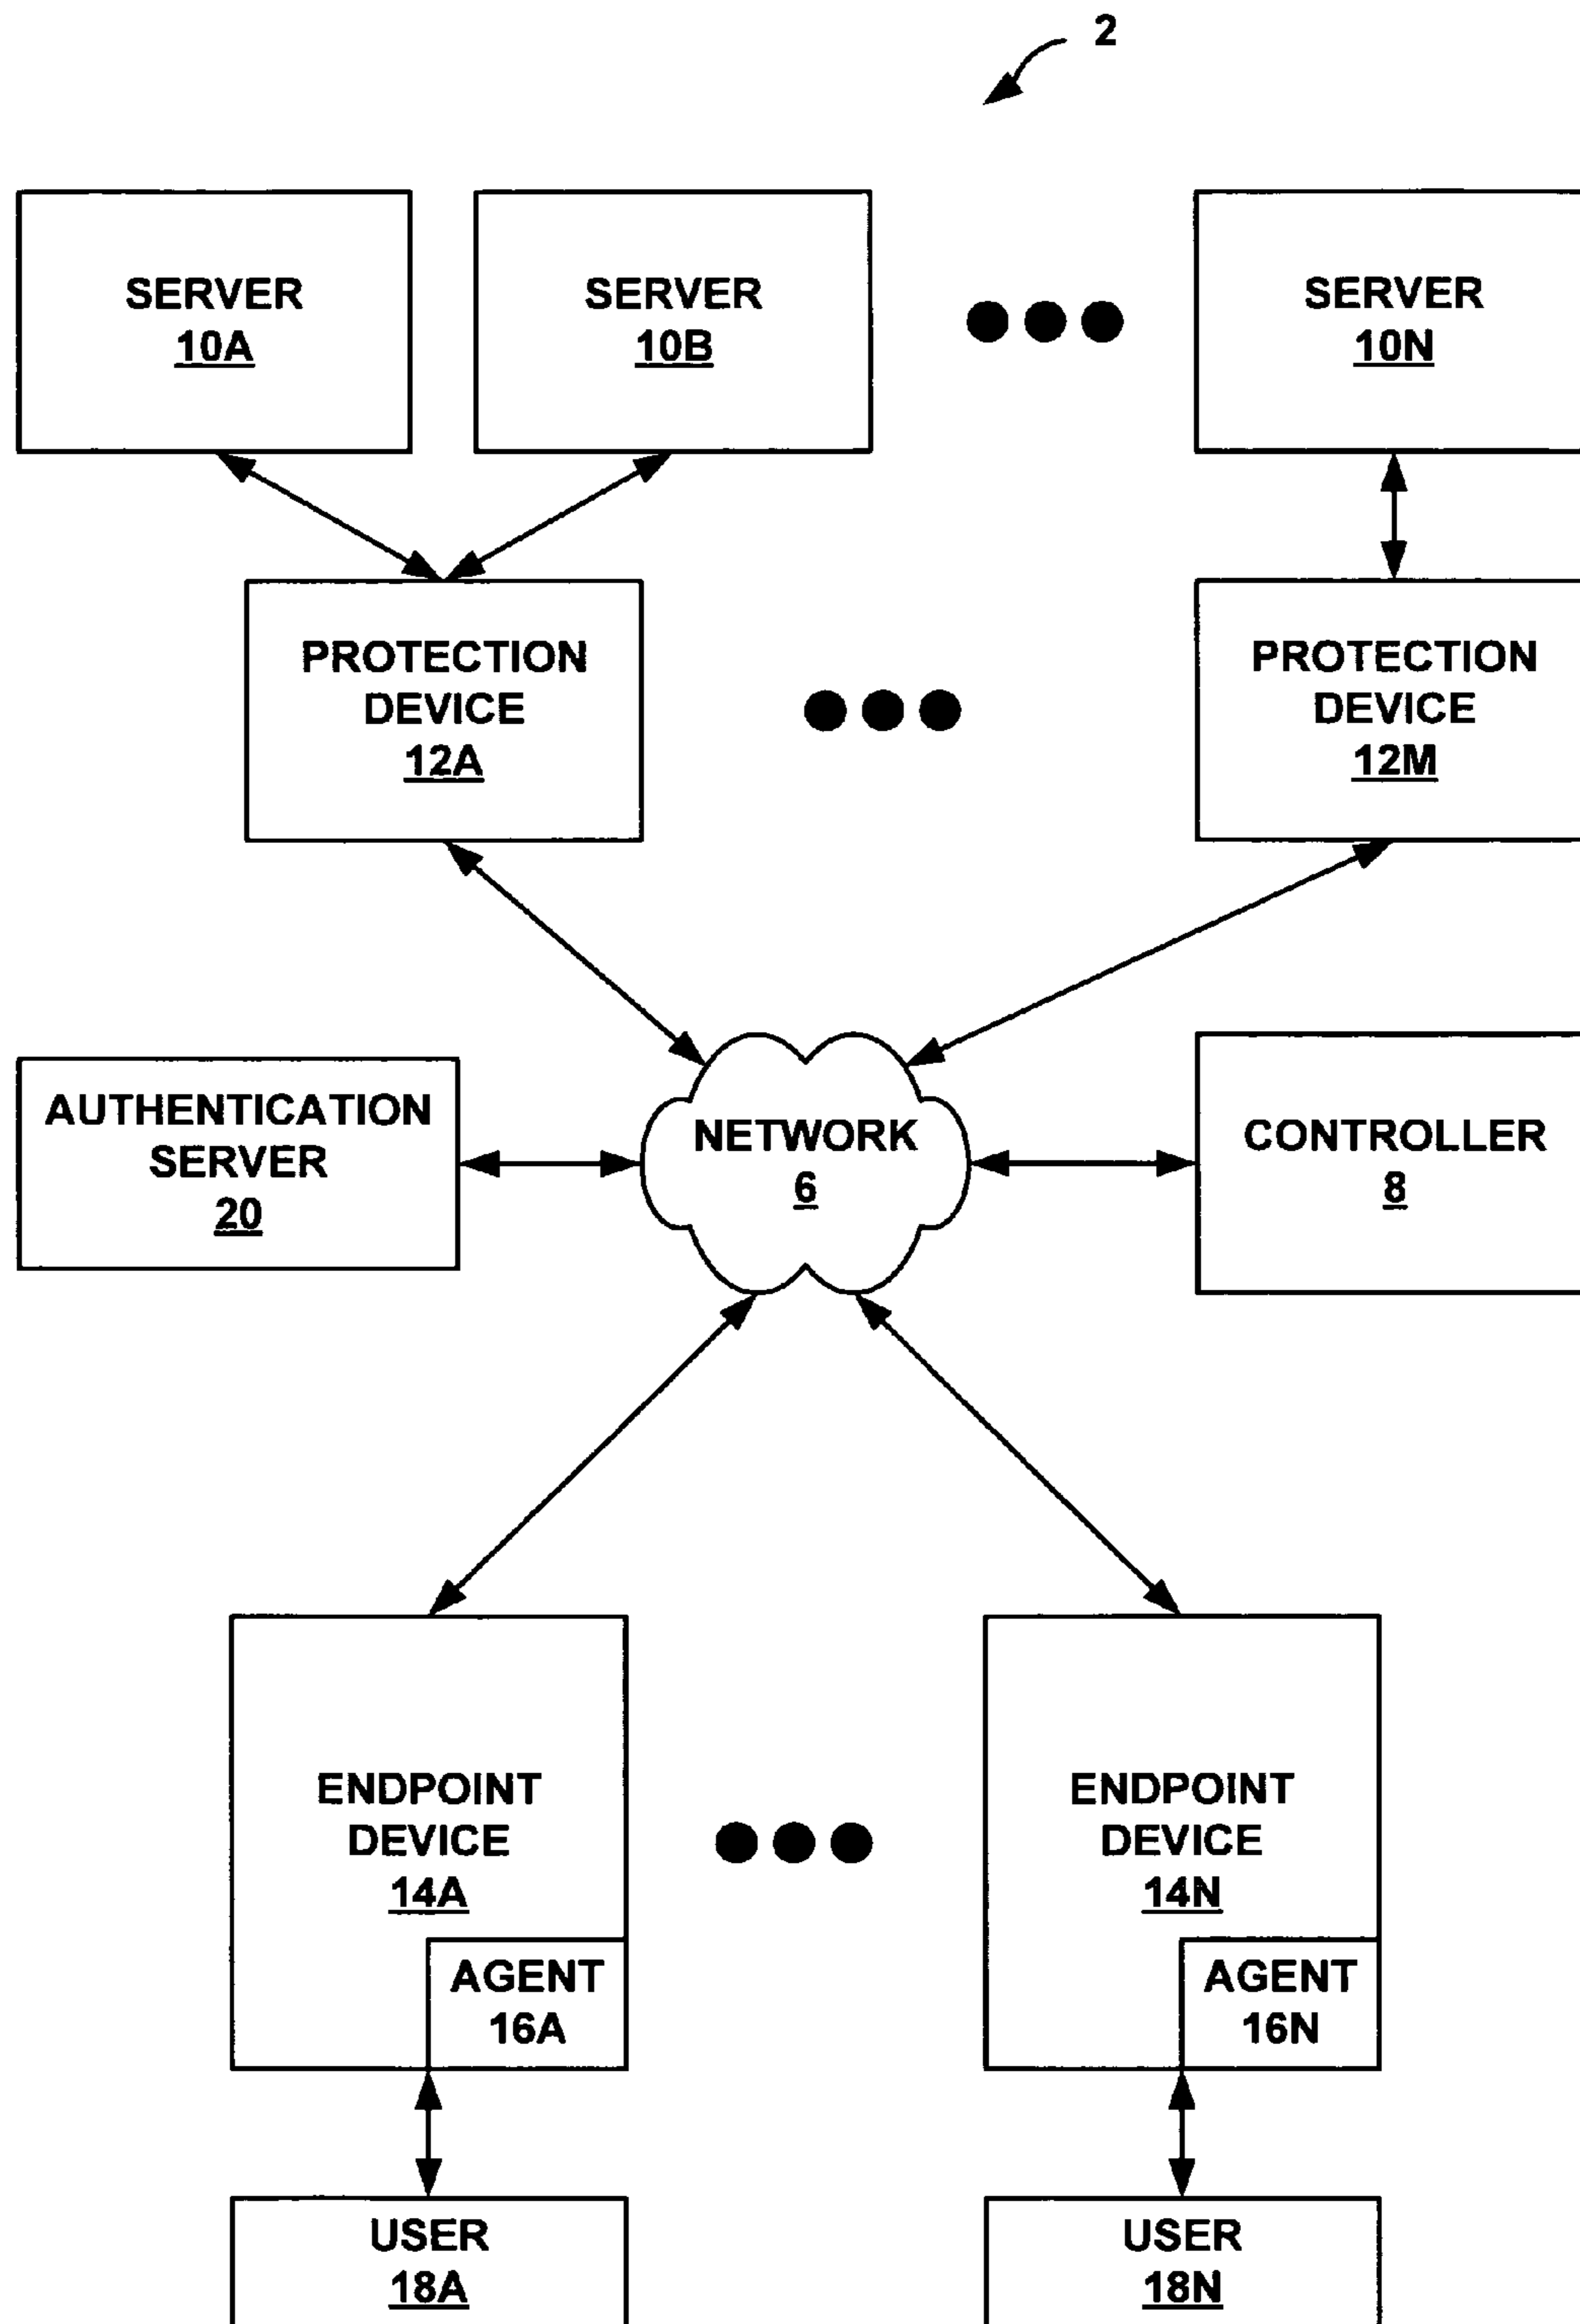 2
SERVER
10A
SERVER
10B
SERVER
10N
PROTECTION
DEVICE
12A
PROTECTION
DEVICE
12M
AUTHENTICATION
SERVER
20
NETWORK
6
CONTROLLER
8
ENDPOINT
DEVICE
14A
AGENT
16A
ENDPOINT
DEVICE
14N
AGENT
16N
USER
18A
USER
18N